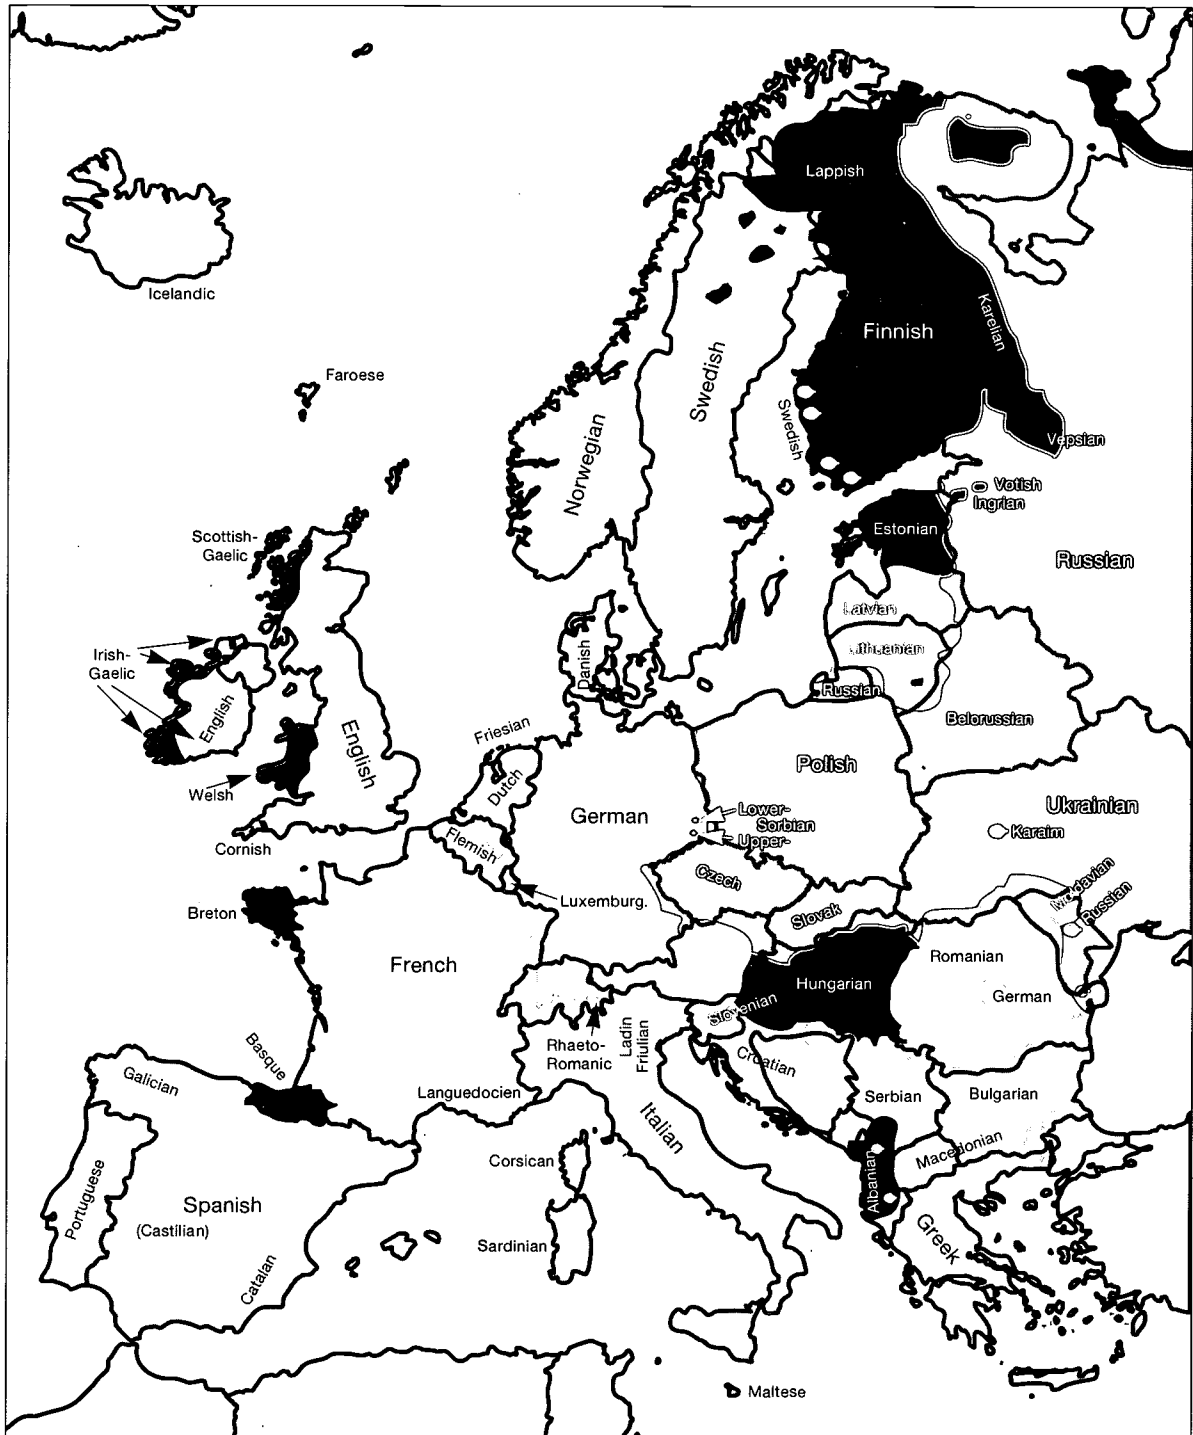 Lappish
Icelandic
Karelian
Finnish
Swedish
Faroese
Swedish
Norwegian
Vepsian
Votish
Ingrian
Scottish-
Gaelic
Estonian
Russian
Latvian
Lithuanian
Irish-
Gaelic
Danish
Russian
English
Belorussian
Friesian
English
Polish
Welsh
Dutch
German
Lower-
Sorbian
Upper-
Ukrainian
Karaim
Cornish
Flemish
Czech
Moldavian
Russian
Luxemburg.
Breton
Slovak
French
Romanian
Hungarian
German
Slovenian
Ladin
Friulian
Rhaeto-
Romanic
Basque
Croatian
Galician
Languedocien
Serbian
Bulgarian
Italian
Macedonian
Corsican
Albanian
Portuguese
Spanish
(Castilian)
Sardinian
Greek
Catalan
Maltese